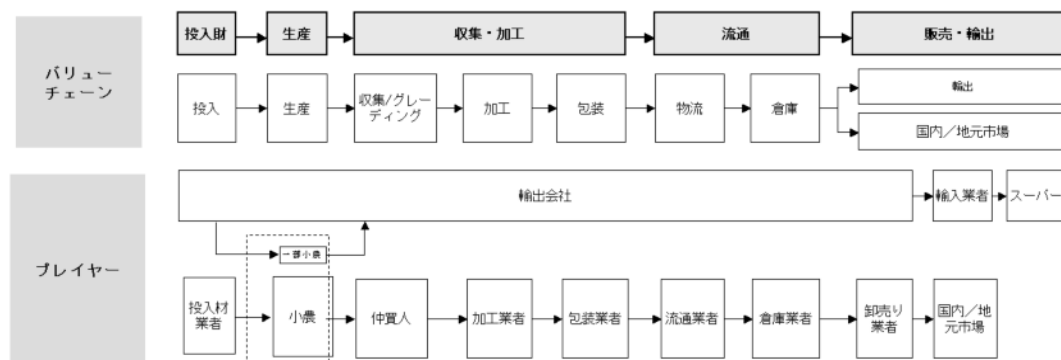 投入財
生産
収集・加工
流通
販売・輸出
バリュー
チェーン
投入
生産
収集/グレー
ディング
加工
包装
物流
倉庫
輸出
国内／地元市場
プレイヤー
輸出会社
輸入業者
スーパー
一部小農
投入材
業者
小農
仲買人
加工業者
包装業者
流通業者
倉庫業者
卸売り
業者
国内／地
元市場